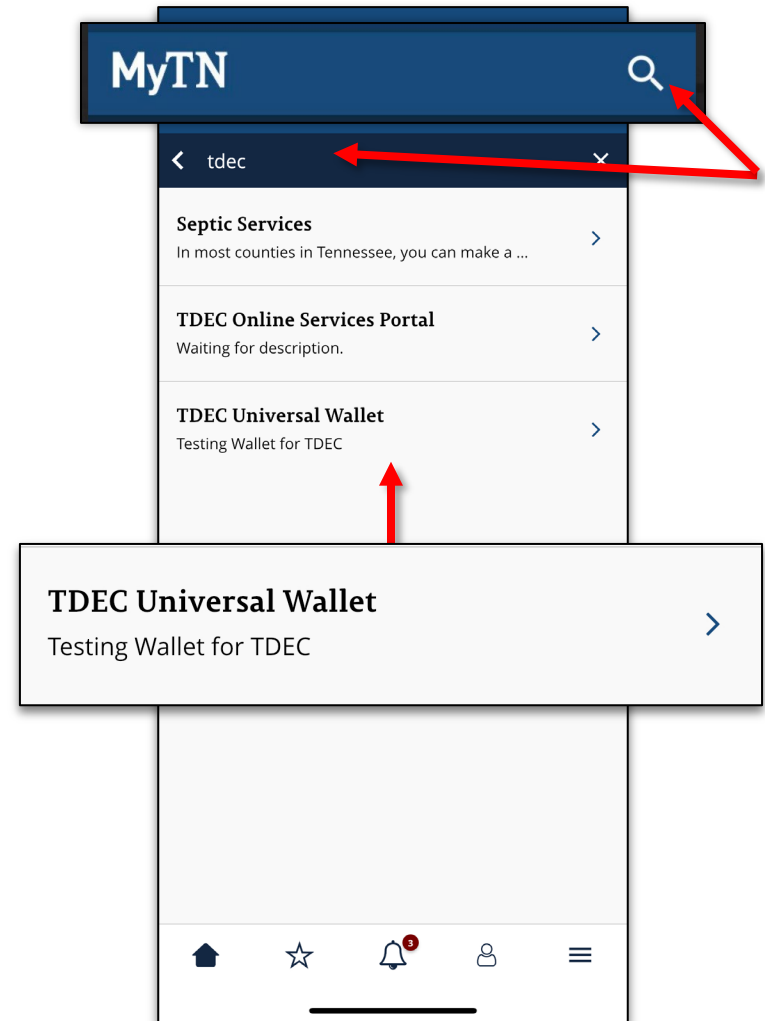 MyTN
tdec
Septic Services
In most counties in Tennessee, you can make a ...
TDEC Online Services Portal
Waiting for description.
TDEC Universal Wallet
Testing Wallet for TDEC
TDEC Universal Wallet
Testing Wallet for TDEC
3